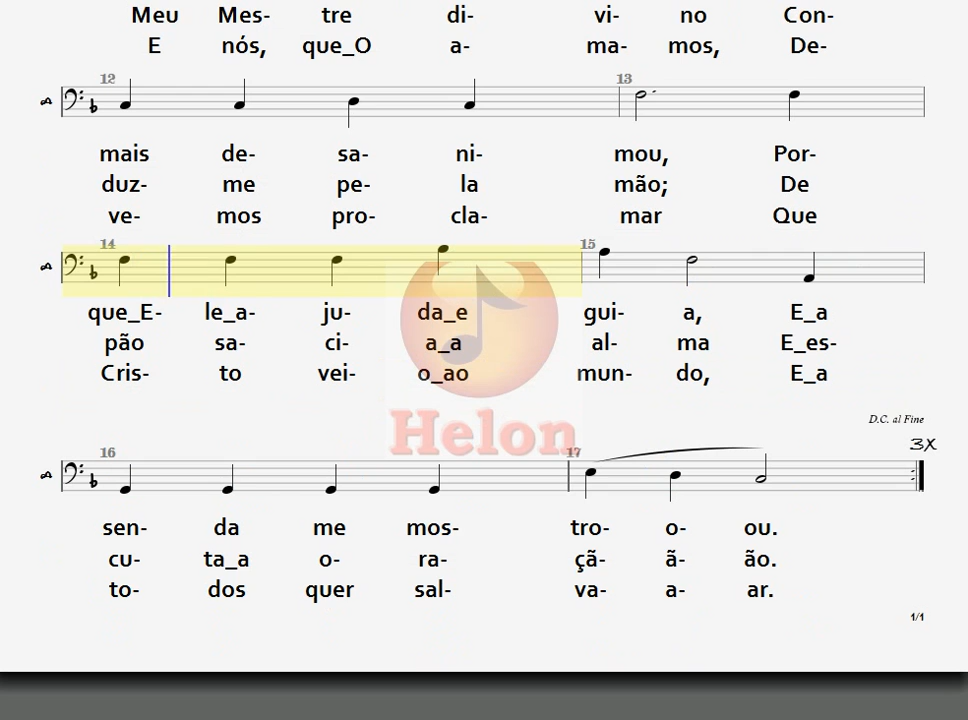 Meu Mes- tre di- vi- no Con-
E nós, que_O a- ma- mos, De-
12 13
mais de- sa- ni- mou, Por-
duz- me pe- la mão; De
ve- mos pro- cla- mar Que
14 15
que_E- le_a- ju- da_e gui- a, E_a
pão sa- ci- a_a al- ma E_es-
Cris- to vei- o_ao mun- do, E_a
Helon
D.C. al Fine
3X
16 17
sen- da me mos- tro- o- ou.
cu- ta_a o- ra- çã- ã- ão.
to- dos quer sal- va- a- ar.
1/1